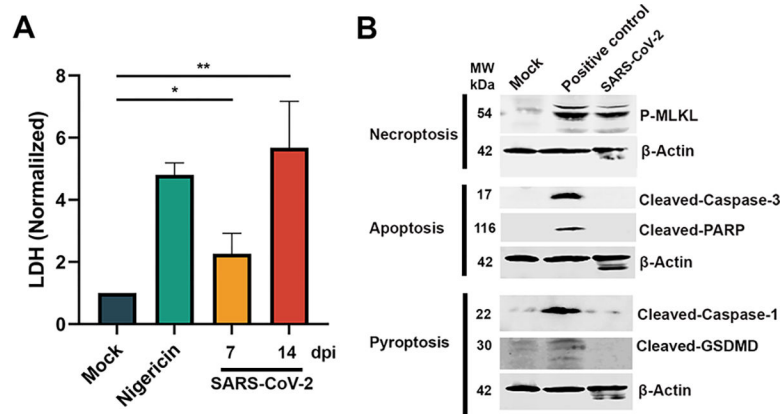 A
LDH (Normalilzed)
8
6
4
2
0
**
*
Mock
Nigericin
7
14
dpi
SARS-CoV-2
B
MW
kDa
Mock
Positive control
SARS-CoV-2
Necroptosis
54
P-MLKL
42
β-Actin
Apoptosis
17
Cleaved-Caspase-3
116
Cleaved-PARP
42
β-Actin
Pyroptosis
22
Cleaved-Caspase-1
30
Cleaved-GSDMD
42
β-Actin